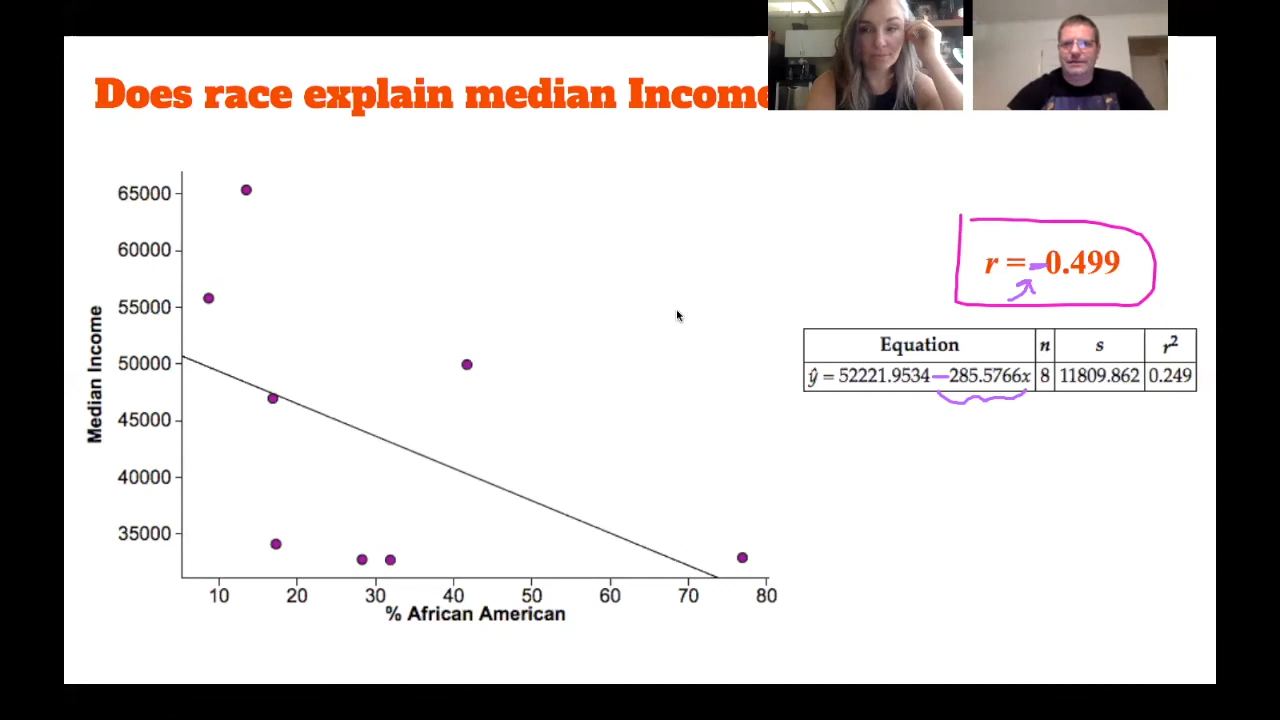 Does race explain median Income
65000
60000
55000
50000
45000
40000
35000
Median Income
10 20 30 40 50 60 70 80
% African American
r = -0.499
Equation n s r²
ŷ = 52221.9534 - 285.5766x 8 11809.862 0.249